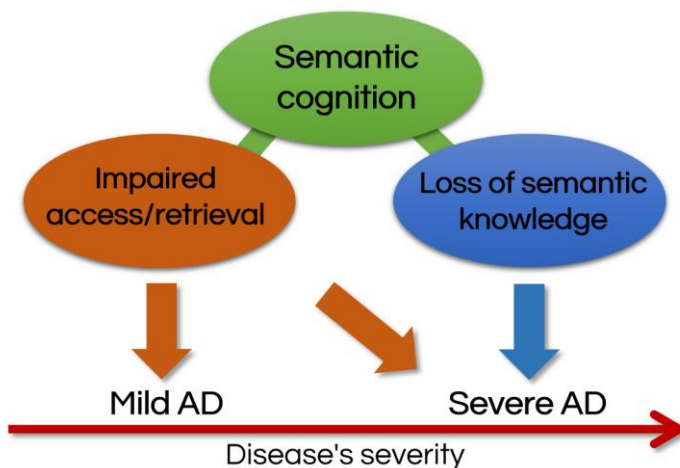 Semantic
cognition
Impaired
access/retrieval
Loss of semantic
knowledge
Mild AD
Severe AD
Disease's severity